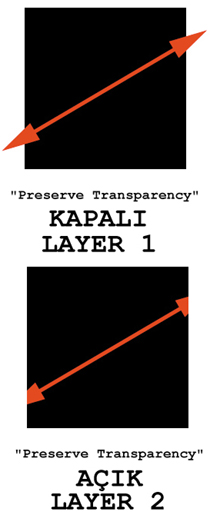 "Preserve Transparency"
KAPALI
LAYER 1
"Preserve Transparency"
AÇIK
LAYER 2